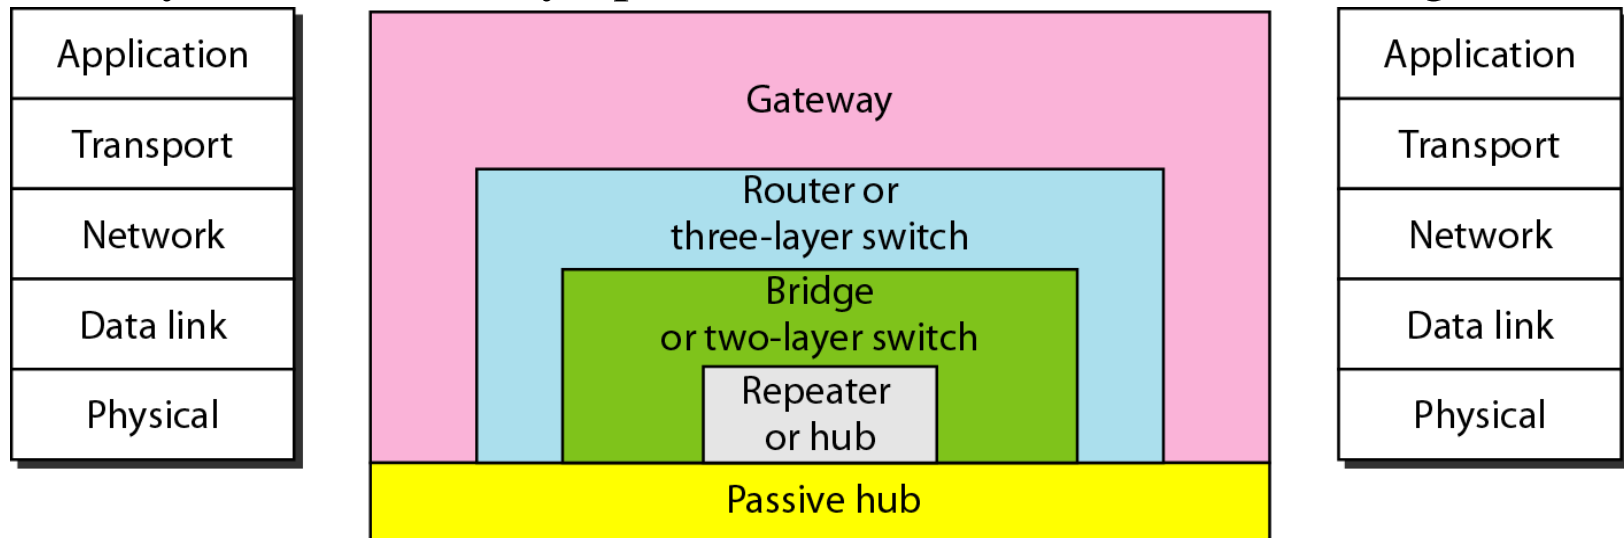 Application
Transport
Network
Data link
Physical
Gateway
Router or
three-layer switch
Bridge
or two-layer switch
Repeater
or hub
Passive hub
Application
Transport
Network
Data link
Physical